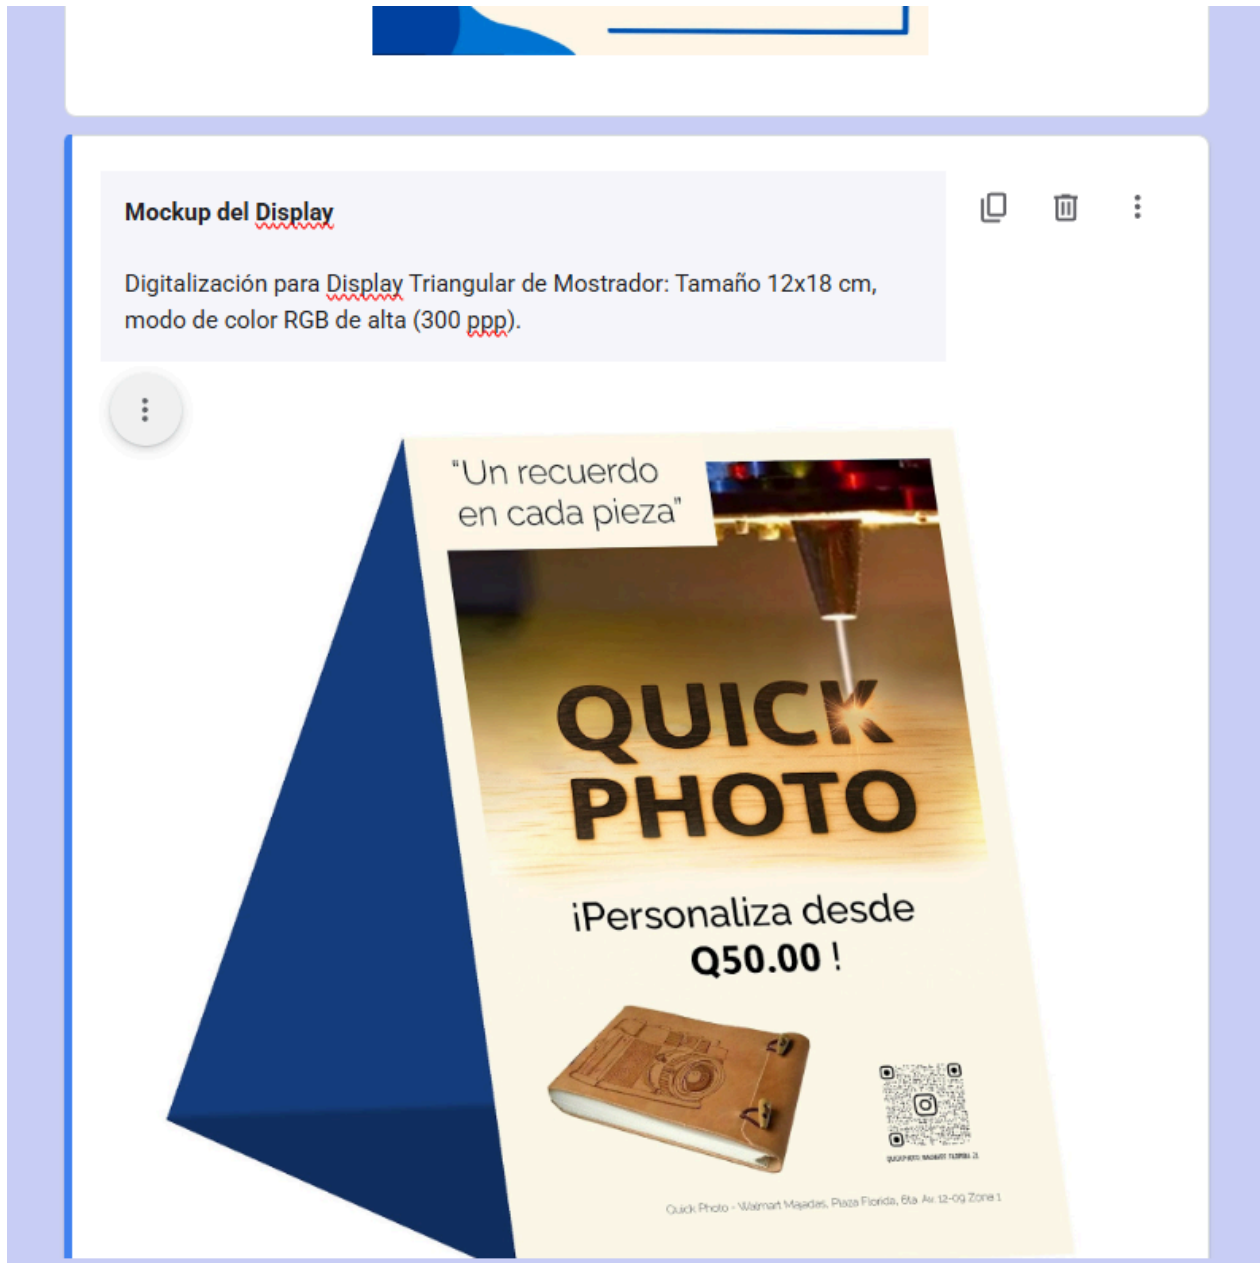 Mockup del Display
Digitalización para Display Triangular de Mostrador: Tamaño 12x18 cm,
modo de color RGB de alta (300 ppp).
“Un recuerdo
en cada pieza”
QUICK
PHOTO
¡Personaliza desde
Q50.00 !
Quick Photo - Walmart Majadas, Plaza Florida, 6ta. Av. 12-09 Zona 1